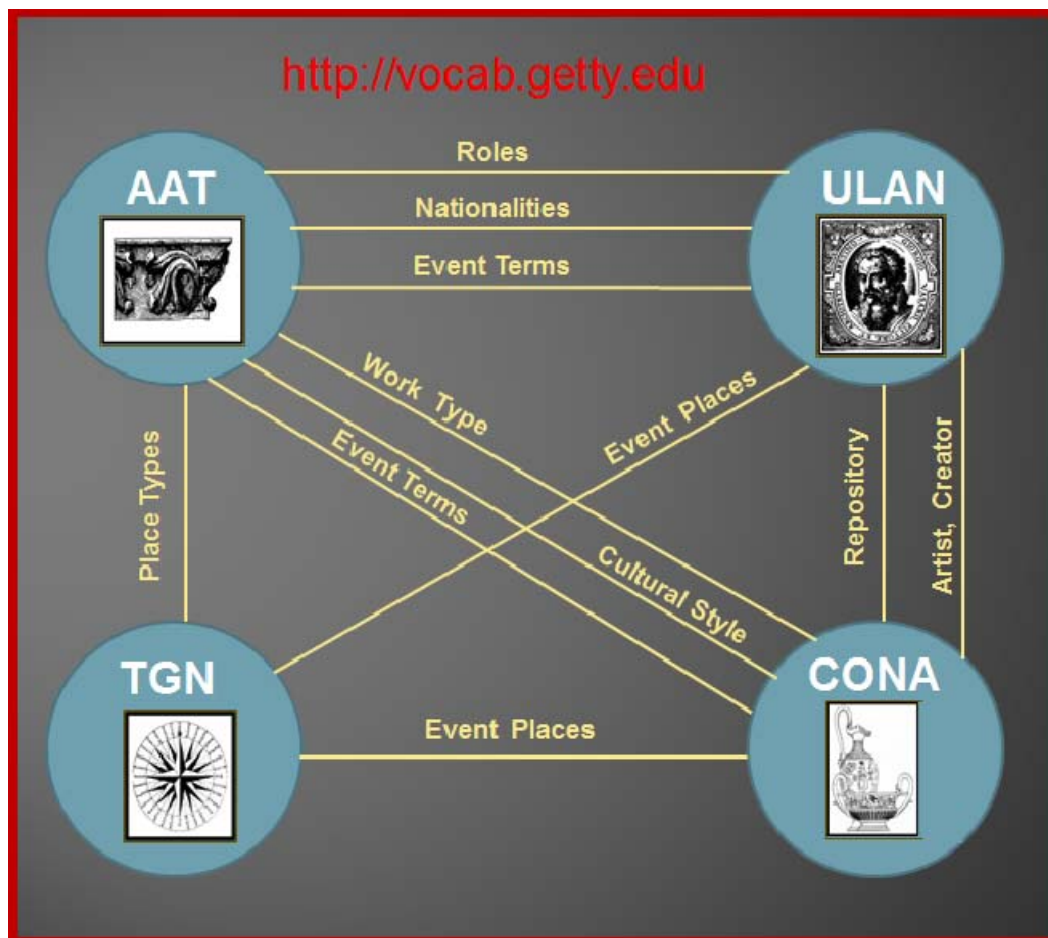 http://vocab.getty.edu
Roles
AAT
ULAN
Nationalities
Event Terms
Work Type
Event Places
Event Terms
Place Types
Repository
Artist, Creator
Cultural Style
TGN
CONA
Event Places